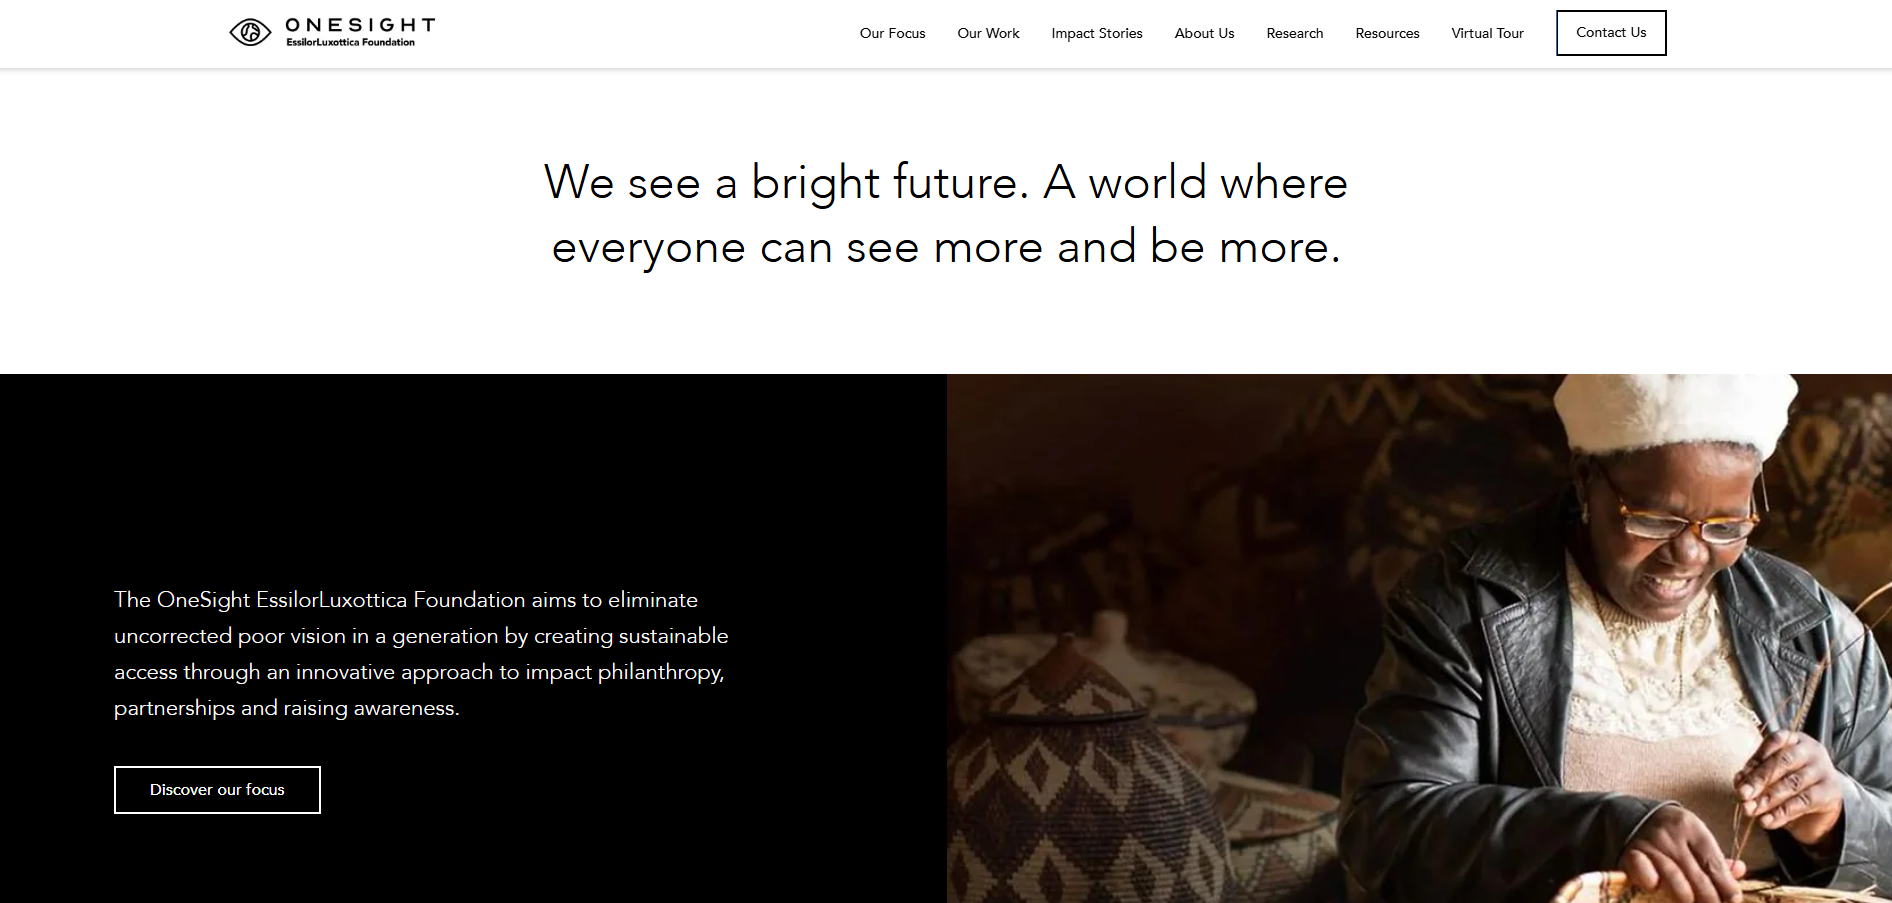 ONESIGHT
EssilorLuxottica Foundation
Our Focus
Our Work
Impact Stories
About Us
Research
Resources
Virtual Tour
Contact Us
We see a bright future. A world where
everyone can see more and be more.
The OneSight EssilorLuxottica Foundation aims to eliminate
uncorrected poor vision in a generation by creating sustainable
access through an innovative approach to impact philanthropy,
partnerships and raising awareness.
Discover our focus